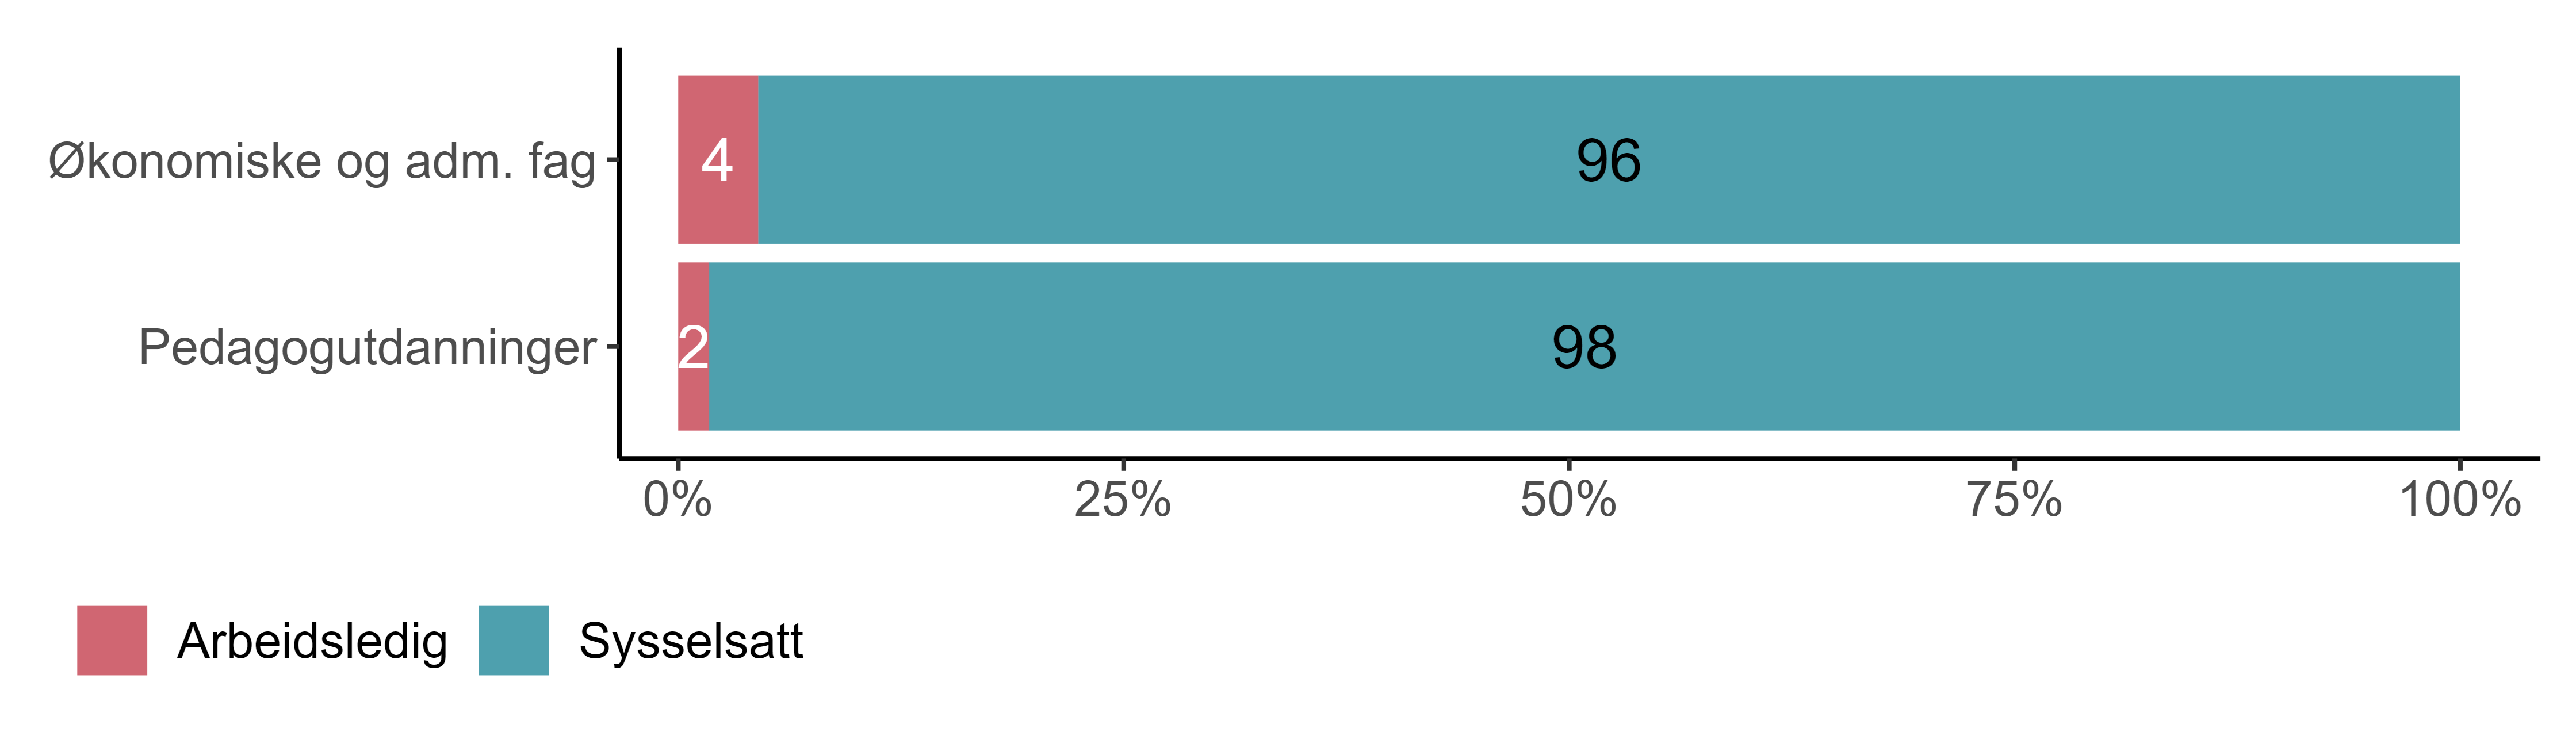 Økonomiske og adm. fag 4 96
Pedagogutdanninger 2 98
0% 25% 50% 75% 100%
Arbeidsledig Sysselsatt